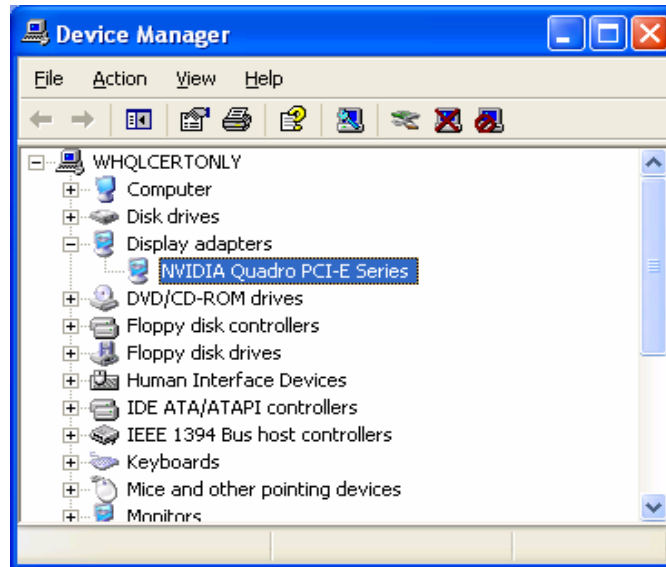 Device Manager
File Action View Help
WHQLCERTONLY
Computer
Disk drives
Display adapters
NVIDIA Quadro PCI-E Series
DVD/CD-ROM drives
Floppy disk controllers
Floppy disk drives
Human Interface Devices
IDE ATA/ATAPI controllers
IEEE 1394 Bus host controllers
Keyboards
Mice and other pointing devices
Monitors